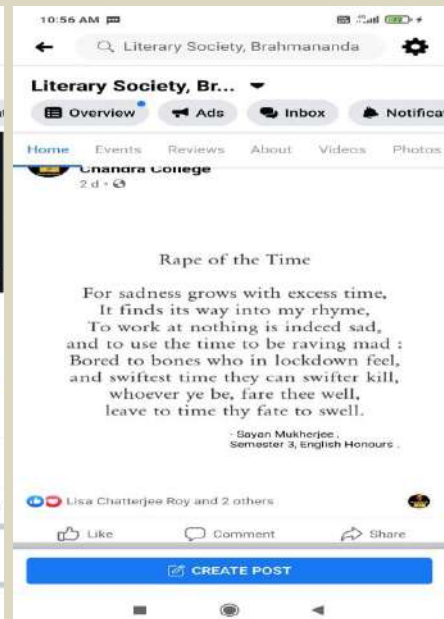 10:56 AM
Literary Society, Brahmananda
Literary Society, Br...
Overview
Ads
Inbox
Notifica
Home
Events
Reviews
About
Videos
Photos
Chandra College
2 d
Rape of the Time
For sadness grows with excess time,
It finds its way into my rhyme,
To work at nothing is indeed sad,
and to use the time to be raving mad :
Bored to bones who in lockdown feel,
and swiftest time they can swifter kill,
whoever ye be, fare thee well,
leave to time thy fate to swell.
- Sayan Mukherjee ,
Semester 3, English Honours .
Lisa Chatterjee Roy and 2 others
Like
Comment
Share
CREATE POST